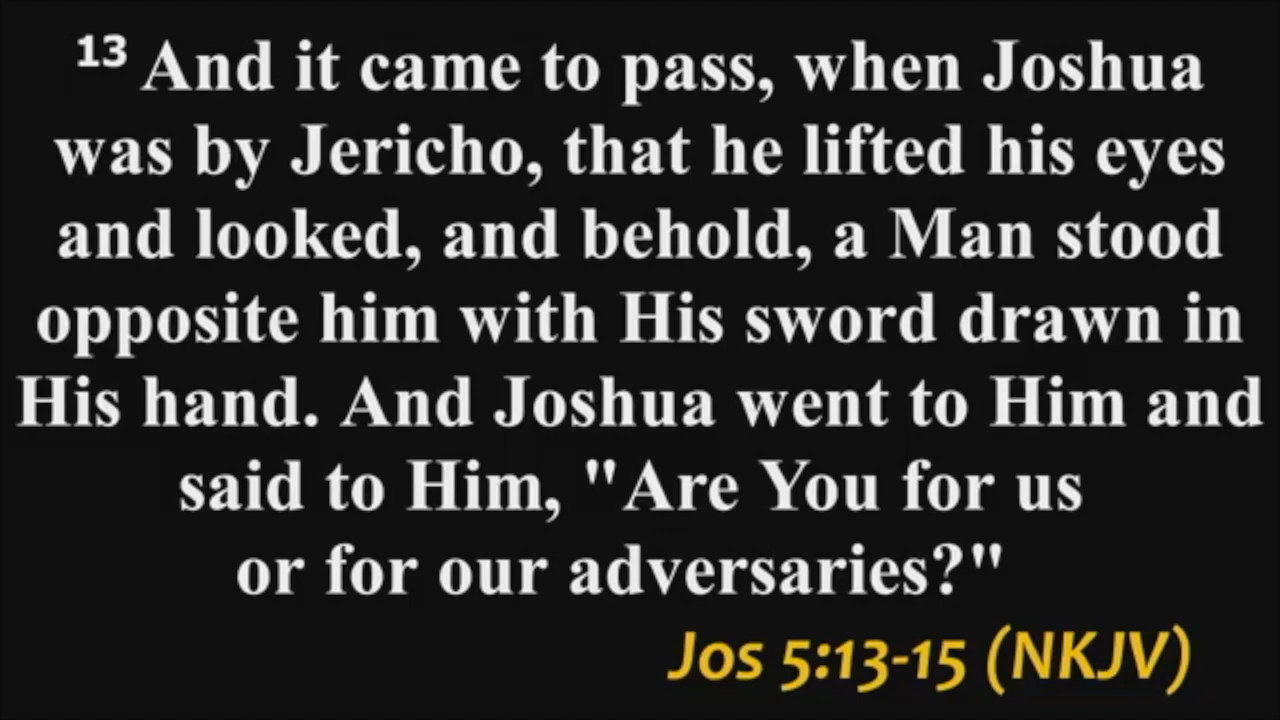 13 And it came to pass, when Joshua
was by Jericho, that he lifted his eyes
and looked, and behold, a Man stood
opposite him with His sword drawn in
His hand. And Joshua went to Him and
said to Him, "Are You for us
or for our adversaries?"
Jos 5:13-15 (NKJV)